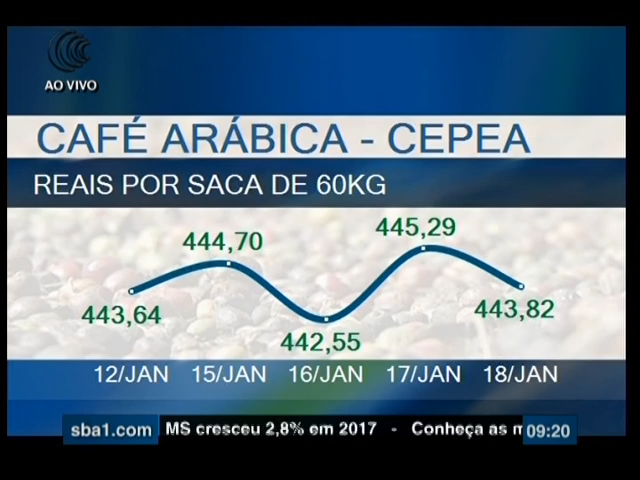 AO VIVO
CAFÉ ARÁBICA - CEPEA
REAIS POR SACA DE 60KG
445,29
444,70
443,64
443,82
442,55
12/JAN 15/JAN 16/JAN 17/JAN 18/JAN
sba1.com MS cresceu 2,8% em 2017 - Conheça as 09:20